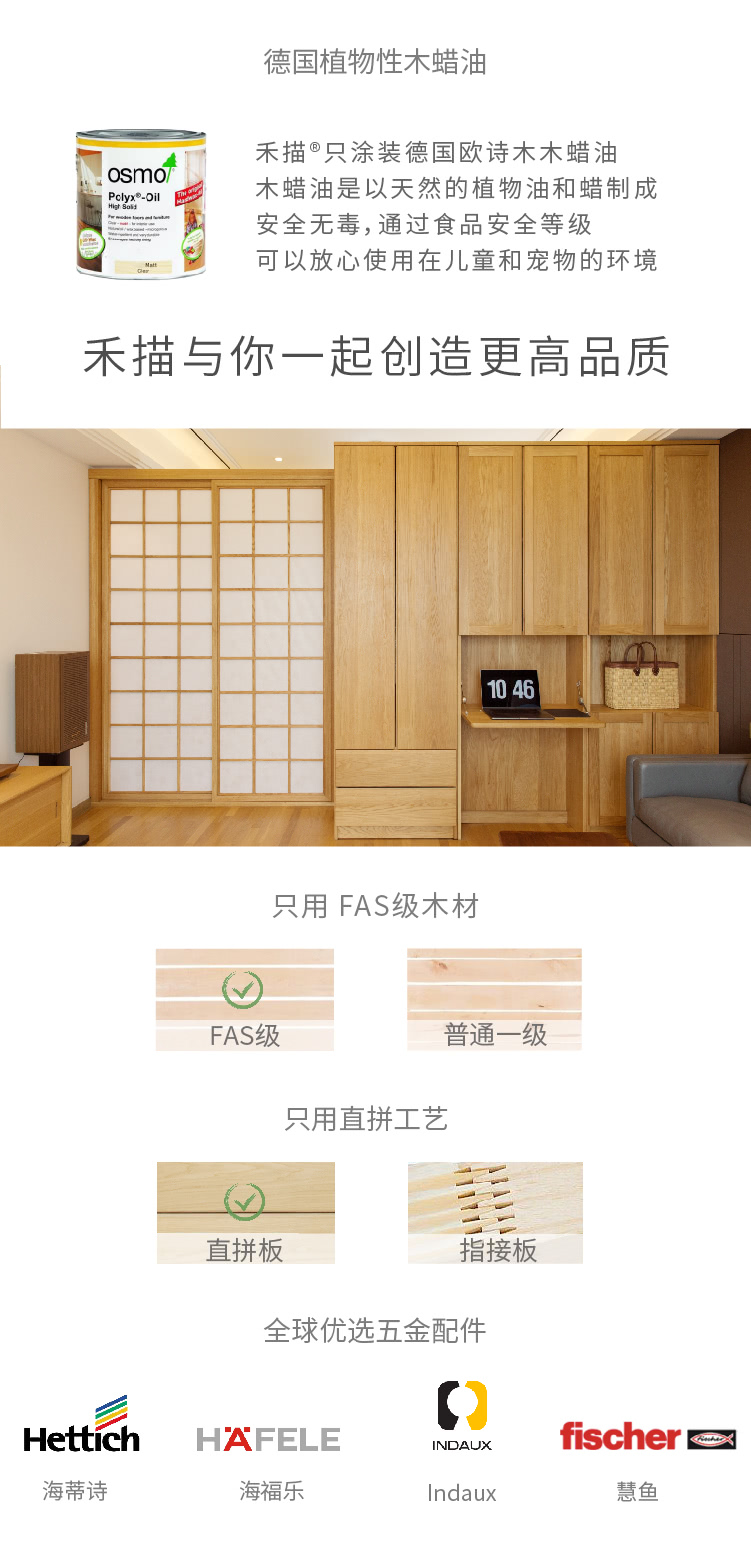 德国植物性木蜡油
osmo
Polyx®-Oil
High Solid
For wooden floors and furniture
Matt
Clear
禾描®只涂装德国欧诗木木蜡油
木蜡油是以天然的植物油和蜡制成
安全无毒,通过食品安全等级
可以放心使用在儿童和宠物的环境
禾描与你一起创造更高品质
10 46
只用 FAS级木材
FAS级
普通一级
只用直拼工艺
直拼板
指接板
全球优选五金配件
Hettich
HÄFELE
INDAUX
fischer
fischer
海蒂诗
海福乐
Indaux
慧鱼